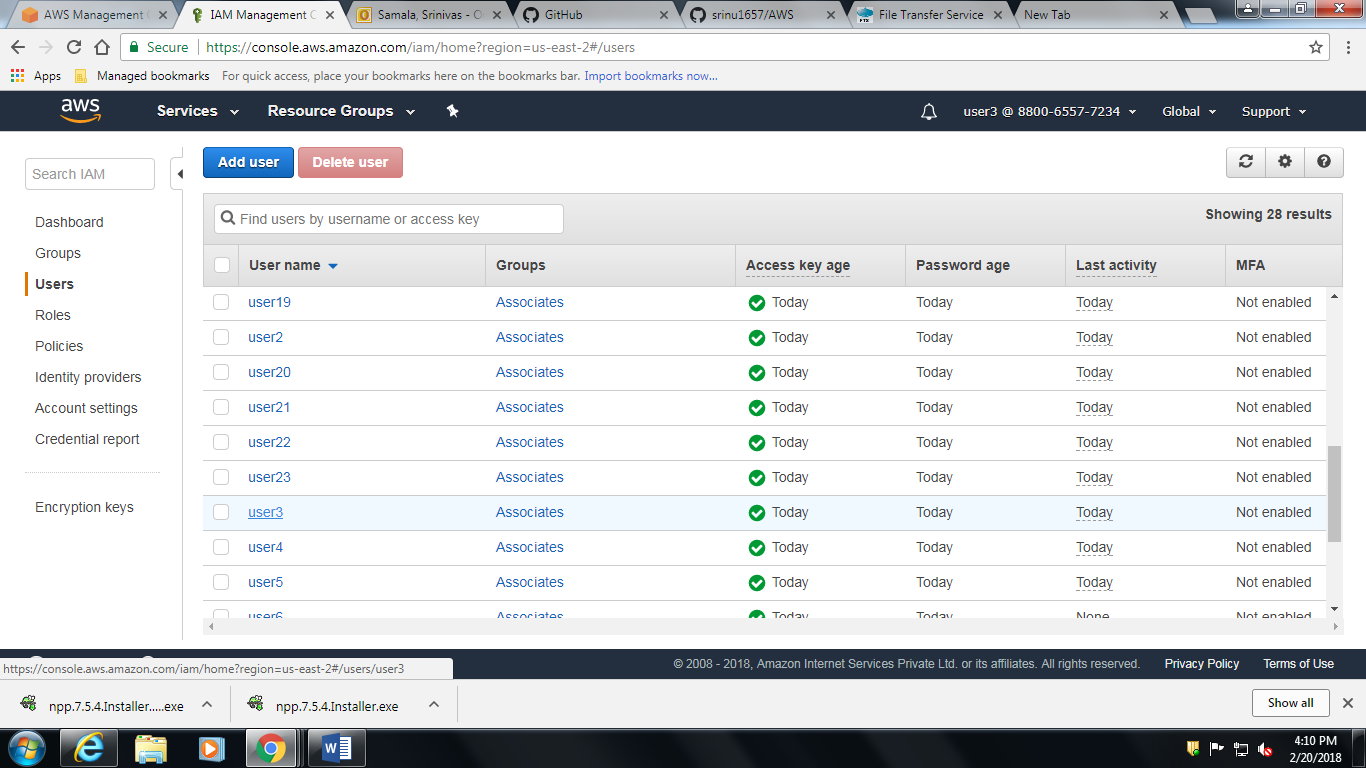 AWS Management C
IAM Management C
Samala, Srinivas - O
GitHub
srinu1657/AWS
File Transfer Service
New Tab
Secure https://console.aws.amazon.com/iam/home?region=us-east-2#/users
Apps Managed bookmarks For quick access, place your bookmarks here on the bookmarks bar. Import bookmarks now...
aws Services Resource Groups user3 @ 8800-6557-7234 Global Support
Search IAM
Dashboard
Groups
Users
Roles
Policies
Identity providers
Account settings
Credential report
Encryption keys
Add user Delete user
Find users by username or access key Showing 28 results
User name Groups Access key age Password age Last activity MFA
user19 Associates Today Today Today Not enabled
user2 Associates Today Today Today Not enabled
user20 Associates Today Today Today Not enabled
user21 Associates Today Today Today Not enabled
user22 Associates Today Today Today Not enabled
user23 Associates Today Today Today Not enabled
user3 Associates Today Today Today Not enabled
user4 Associates Today Today Today Not enabled
user5 Associates Today Today Today Not enabled
user6 Associates Today Today None Not enabled
https://console.aws.amazon.com/iam/home?region=us-east-2#/users/user3
© 2008 - 2018, Amazon Internet Services Private Ltd. or its affiliates. All rights reserved. Privacy Policy Terms of Use
npp.7.5.4.Installer.....exe npp.7.5.4.Installer.exe Show all
4:10 PM
2/20/2018